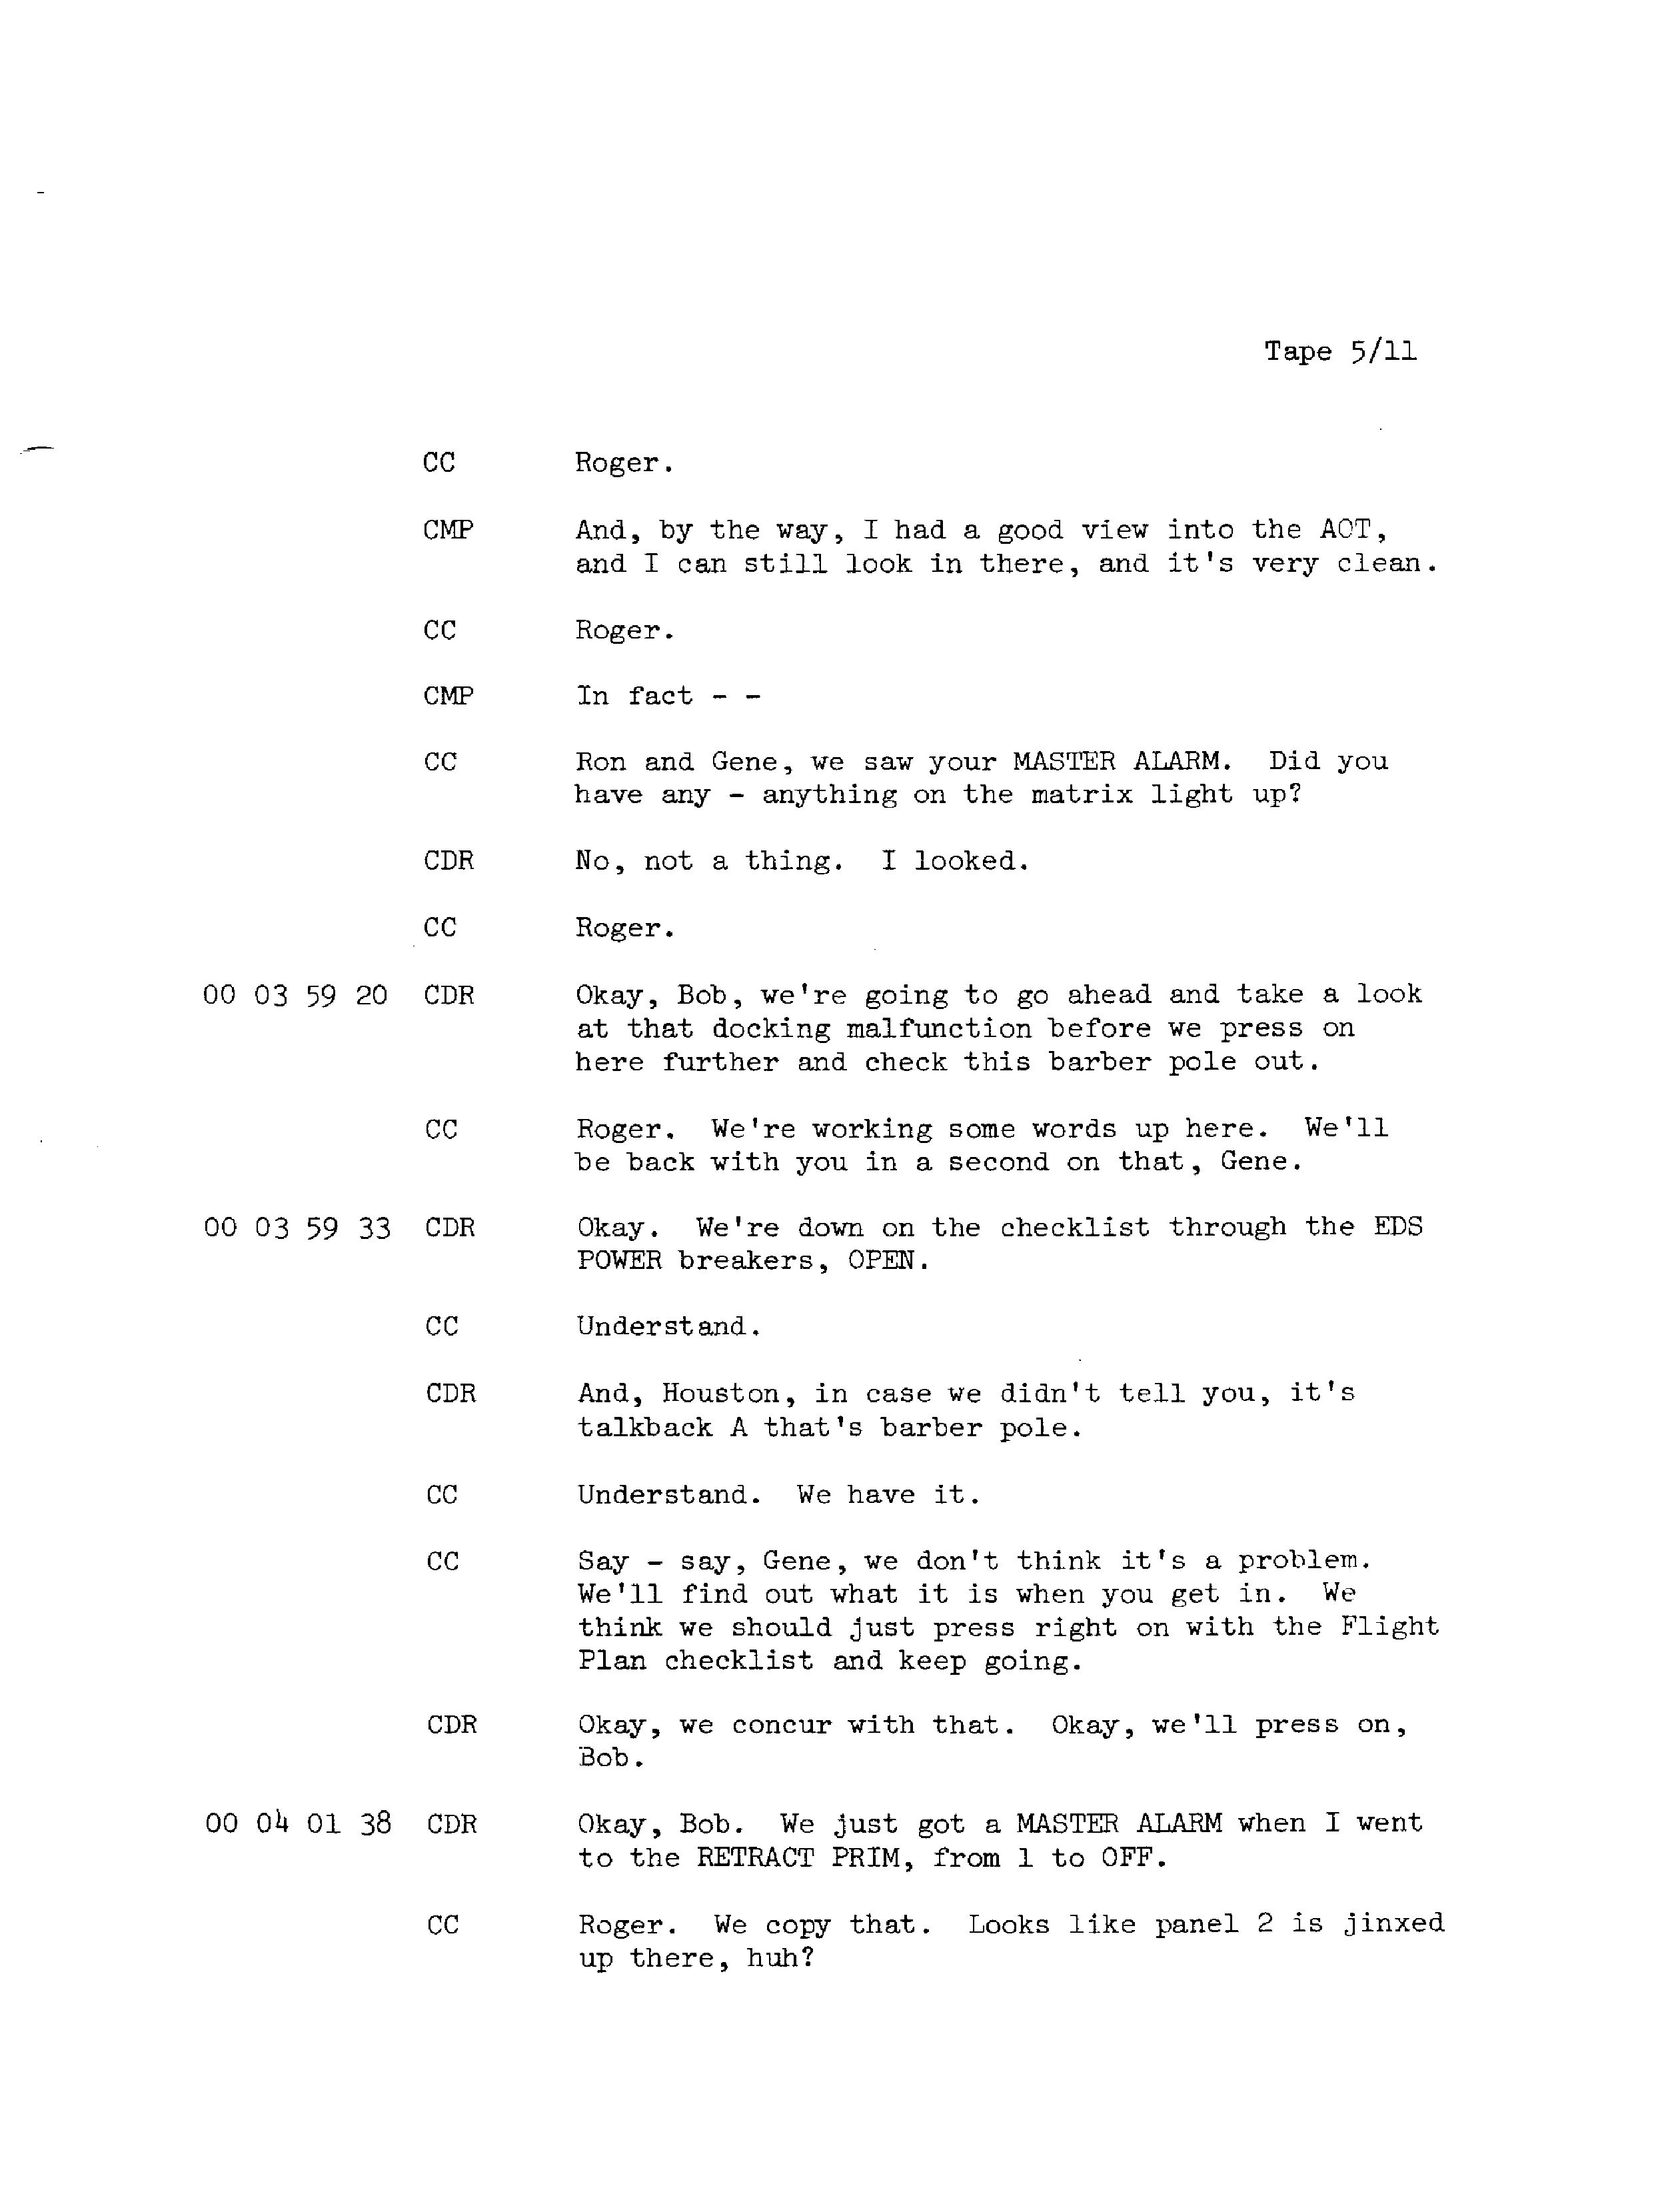 Tape 5/11
CC Roger.
CMP And, by the way, I had a good view into the AOT,
and I can still look in there, and it's very clean.
CC Roger.
CMP In fact - -
CC Ron and Gene, we saw your MASTER ALARM. Did you
have any - anything on the matrix light up?
CDR No, not a thing. I looked.
CC Roger.
00 03 59 20 CDR Okay, Bob, we're going to go ahead and take a look
at that docking malfunction before we press on
here further and check this barber pole out.
CC Roger. We're working some words up here. We'll
be back with you in a second on that, Gene.
00 03 59 33 CDR Okay. We're down on the checklist through the EDS
POWER breakers, OPEN.
CC Understand.
CDR And, Houston, in case we didn't tell you, it's
talkback A that's barber pole.
CC Understand. We have it.
CC Say - say, Gene, we don't think it's a problem.
We'll find out what it is when you get in. We
think we should just press right on with the Flight
Plan checklist and keep going.
CDR Okay, we concur with that. Okay, we'll press on,
Bob.
00 04 01 38 CDR Okay, Bob. We just got a MASTER ALARM when I went
to the RETRACT PRIM, from 1 to OFF.
CC Roger. We copy that. Looks like panel 2 is jinxed
up there, huh?